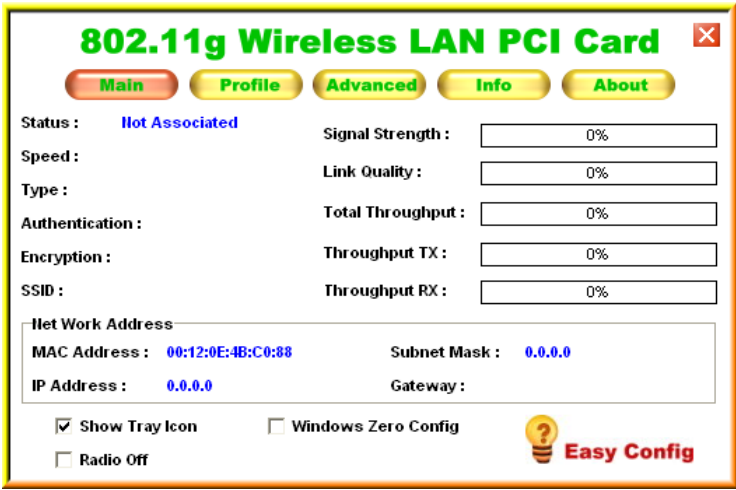 802.11g Wireless LAN PCI Card
Main Profile Advanced Info About
Status : Not Associated
Speed :
Type :
Authentication :
Encryption :
SSID :
Signal Strength : 0%
Link Quality : 0%
Total Throughput : 0%
Throughput TX : 0%
Throughput RX : 0%
Net Work Address
MAC Address : 00:12:0E:4B:C0:88 Subnet Mask : 0.0.0.0
IP Address : 0.0.0.0 Gateway :
Show Tray Icon Windows Zero Config
Radio Off
? Easy Config